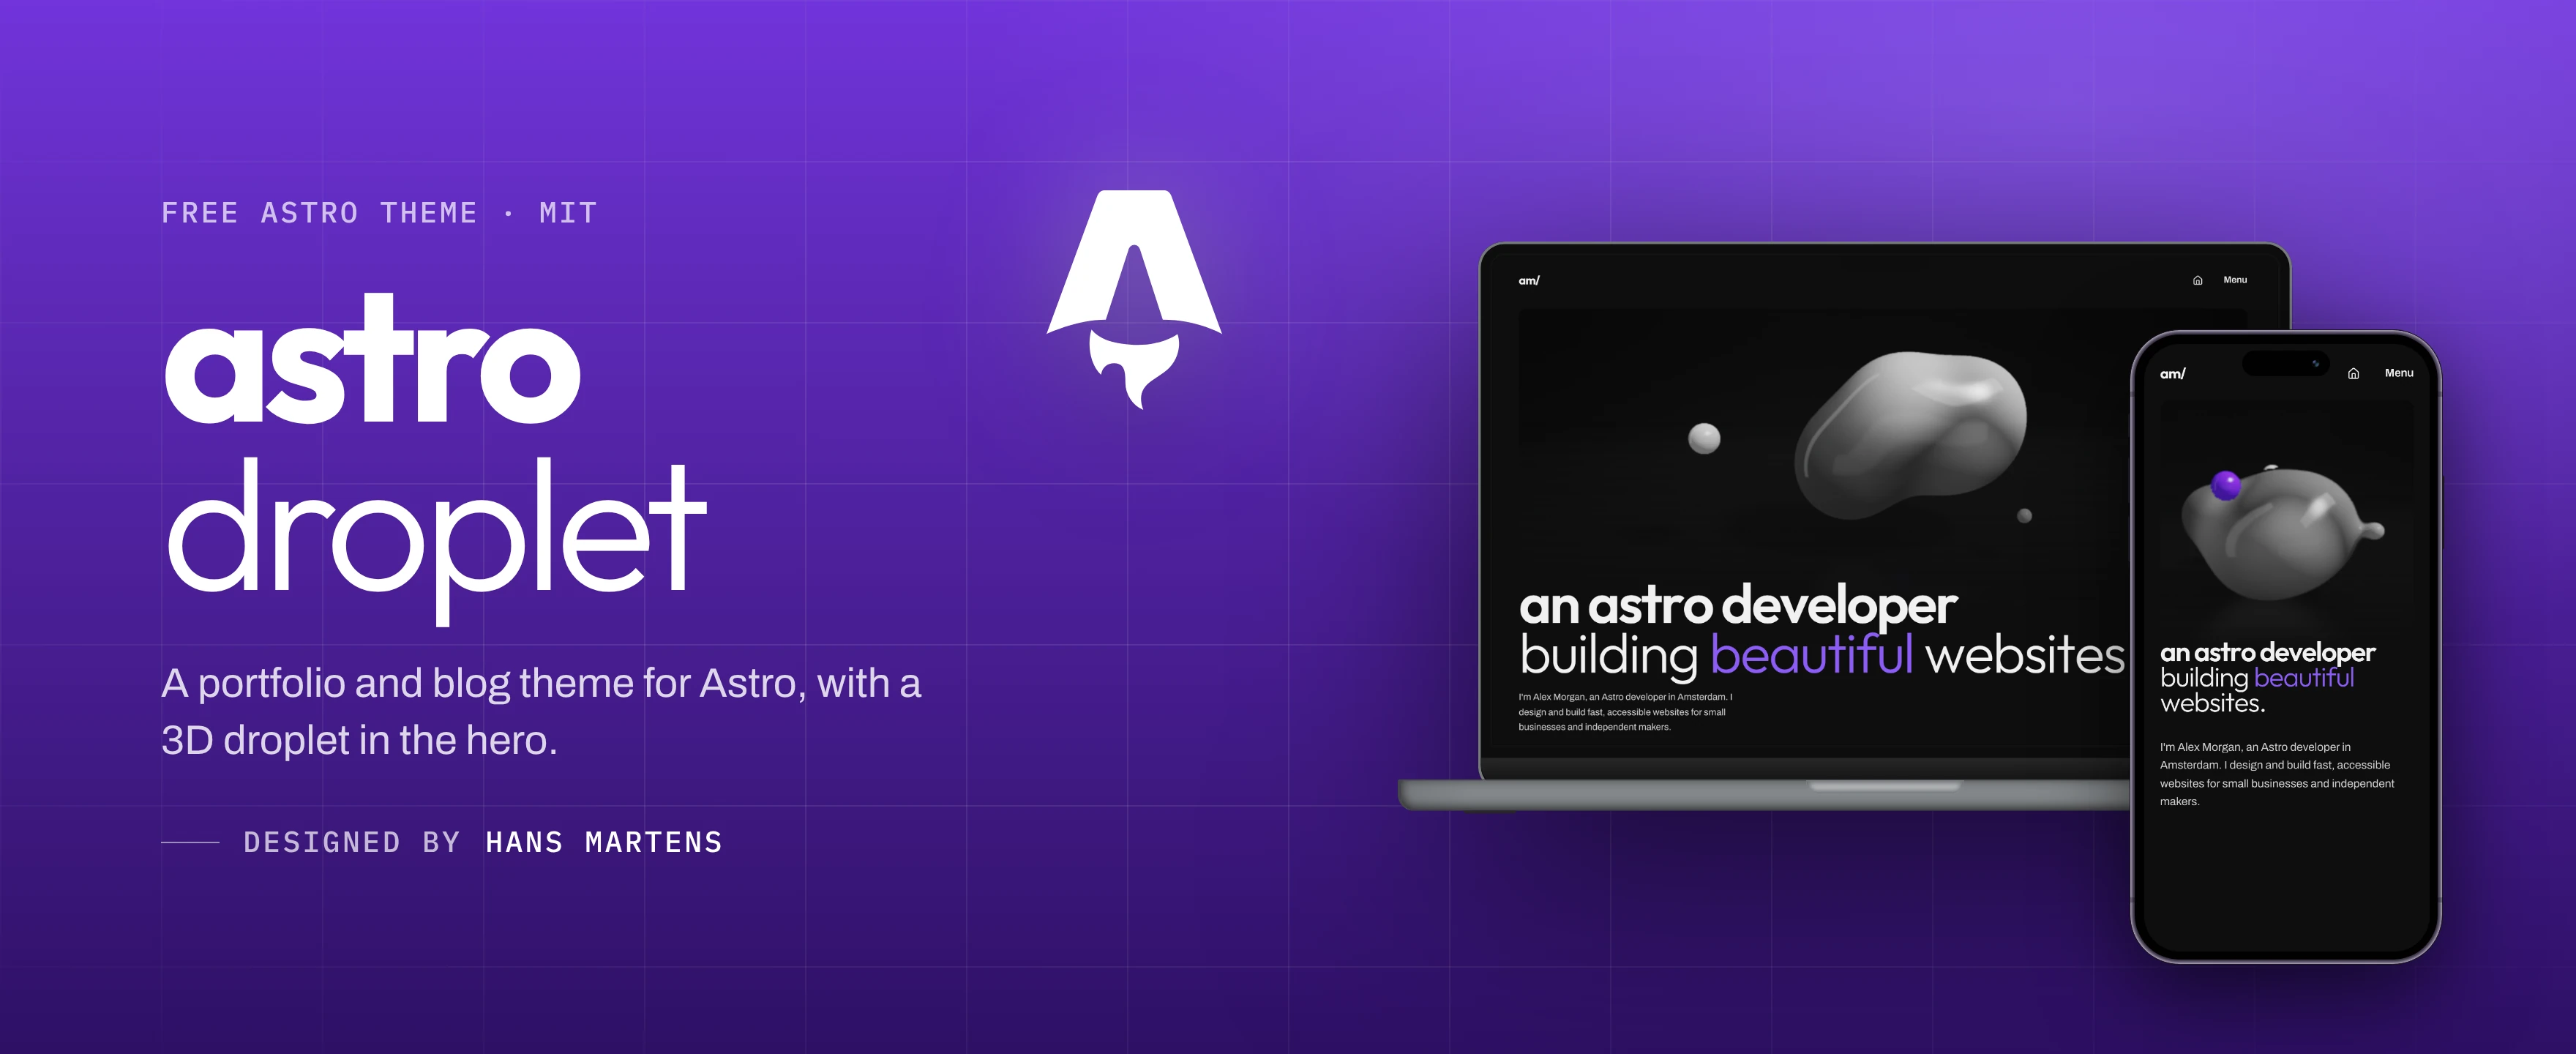 FREE ASTRO THEME · MIT
astro
droplet
A portfolio and blog theme for Astro, with a
3D droplet in the hero.
DESIGNED BY HANS MARTENS
am/
Menu
an astro developer
building beautiful websites
I'm Alex Morgan, an Astro developer in Amsterdam. I
design and build fast, accessible websites for small
businesses and independent makers.
am/
Menu
an astro developer
building beautiful
websites.
I'm Alex Morgan, an Astro developer in
Amsterdam. I design and build fast, accessible
websites for small businesses and independent
makers.